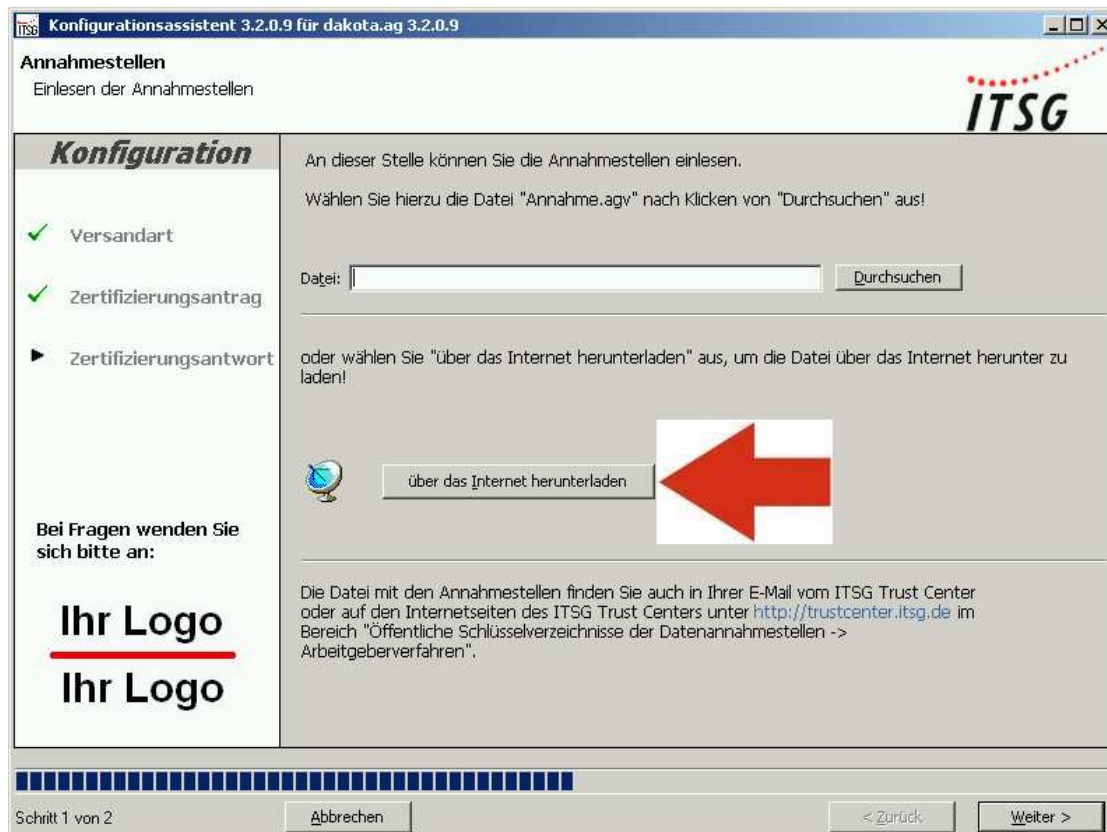 Konfigurationsassistent 3.2.0.9 für dakota.ag 3.2.0.9
Annahmestellen
Einlesen der Annahmestellen
ITSG
Konfiguration
Versandart
Zertifizierungsantrag
Zertifizierungsantwort
Bei Fragen wenden Sie
sich bitte an:
Ihr Logo
Ihr Logo
An dieser Stelle können Sie die Annahmestellen einlesen.
Wählen Sie hierzu die Datei "Annahme.agv" nach Klicken von "Durchsuchen" aus!
Datei:
Durchsuchen
oder wählen Sie "über das Internet herunterladen" aus, um die Datei über das Internet herunter zu
laden!
über das Internet herunterladen
Die Datei mit den Annahmestellen finden Sie auch in Ihrer E-Mail vom ITSG Trust Center
oder auf den Internetseiten des ITSG Trust Centers unter http://trustcenter.itsg.de im
Bereich "Öffentliche Schlüsselverzeichnisse der Datenannahmestellen ->
Arbeitgeberverfahren".
Schritt 1 von 2
Abbrechen
< Zurück
Weiter >